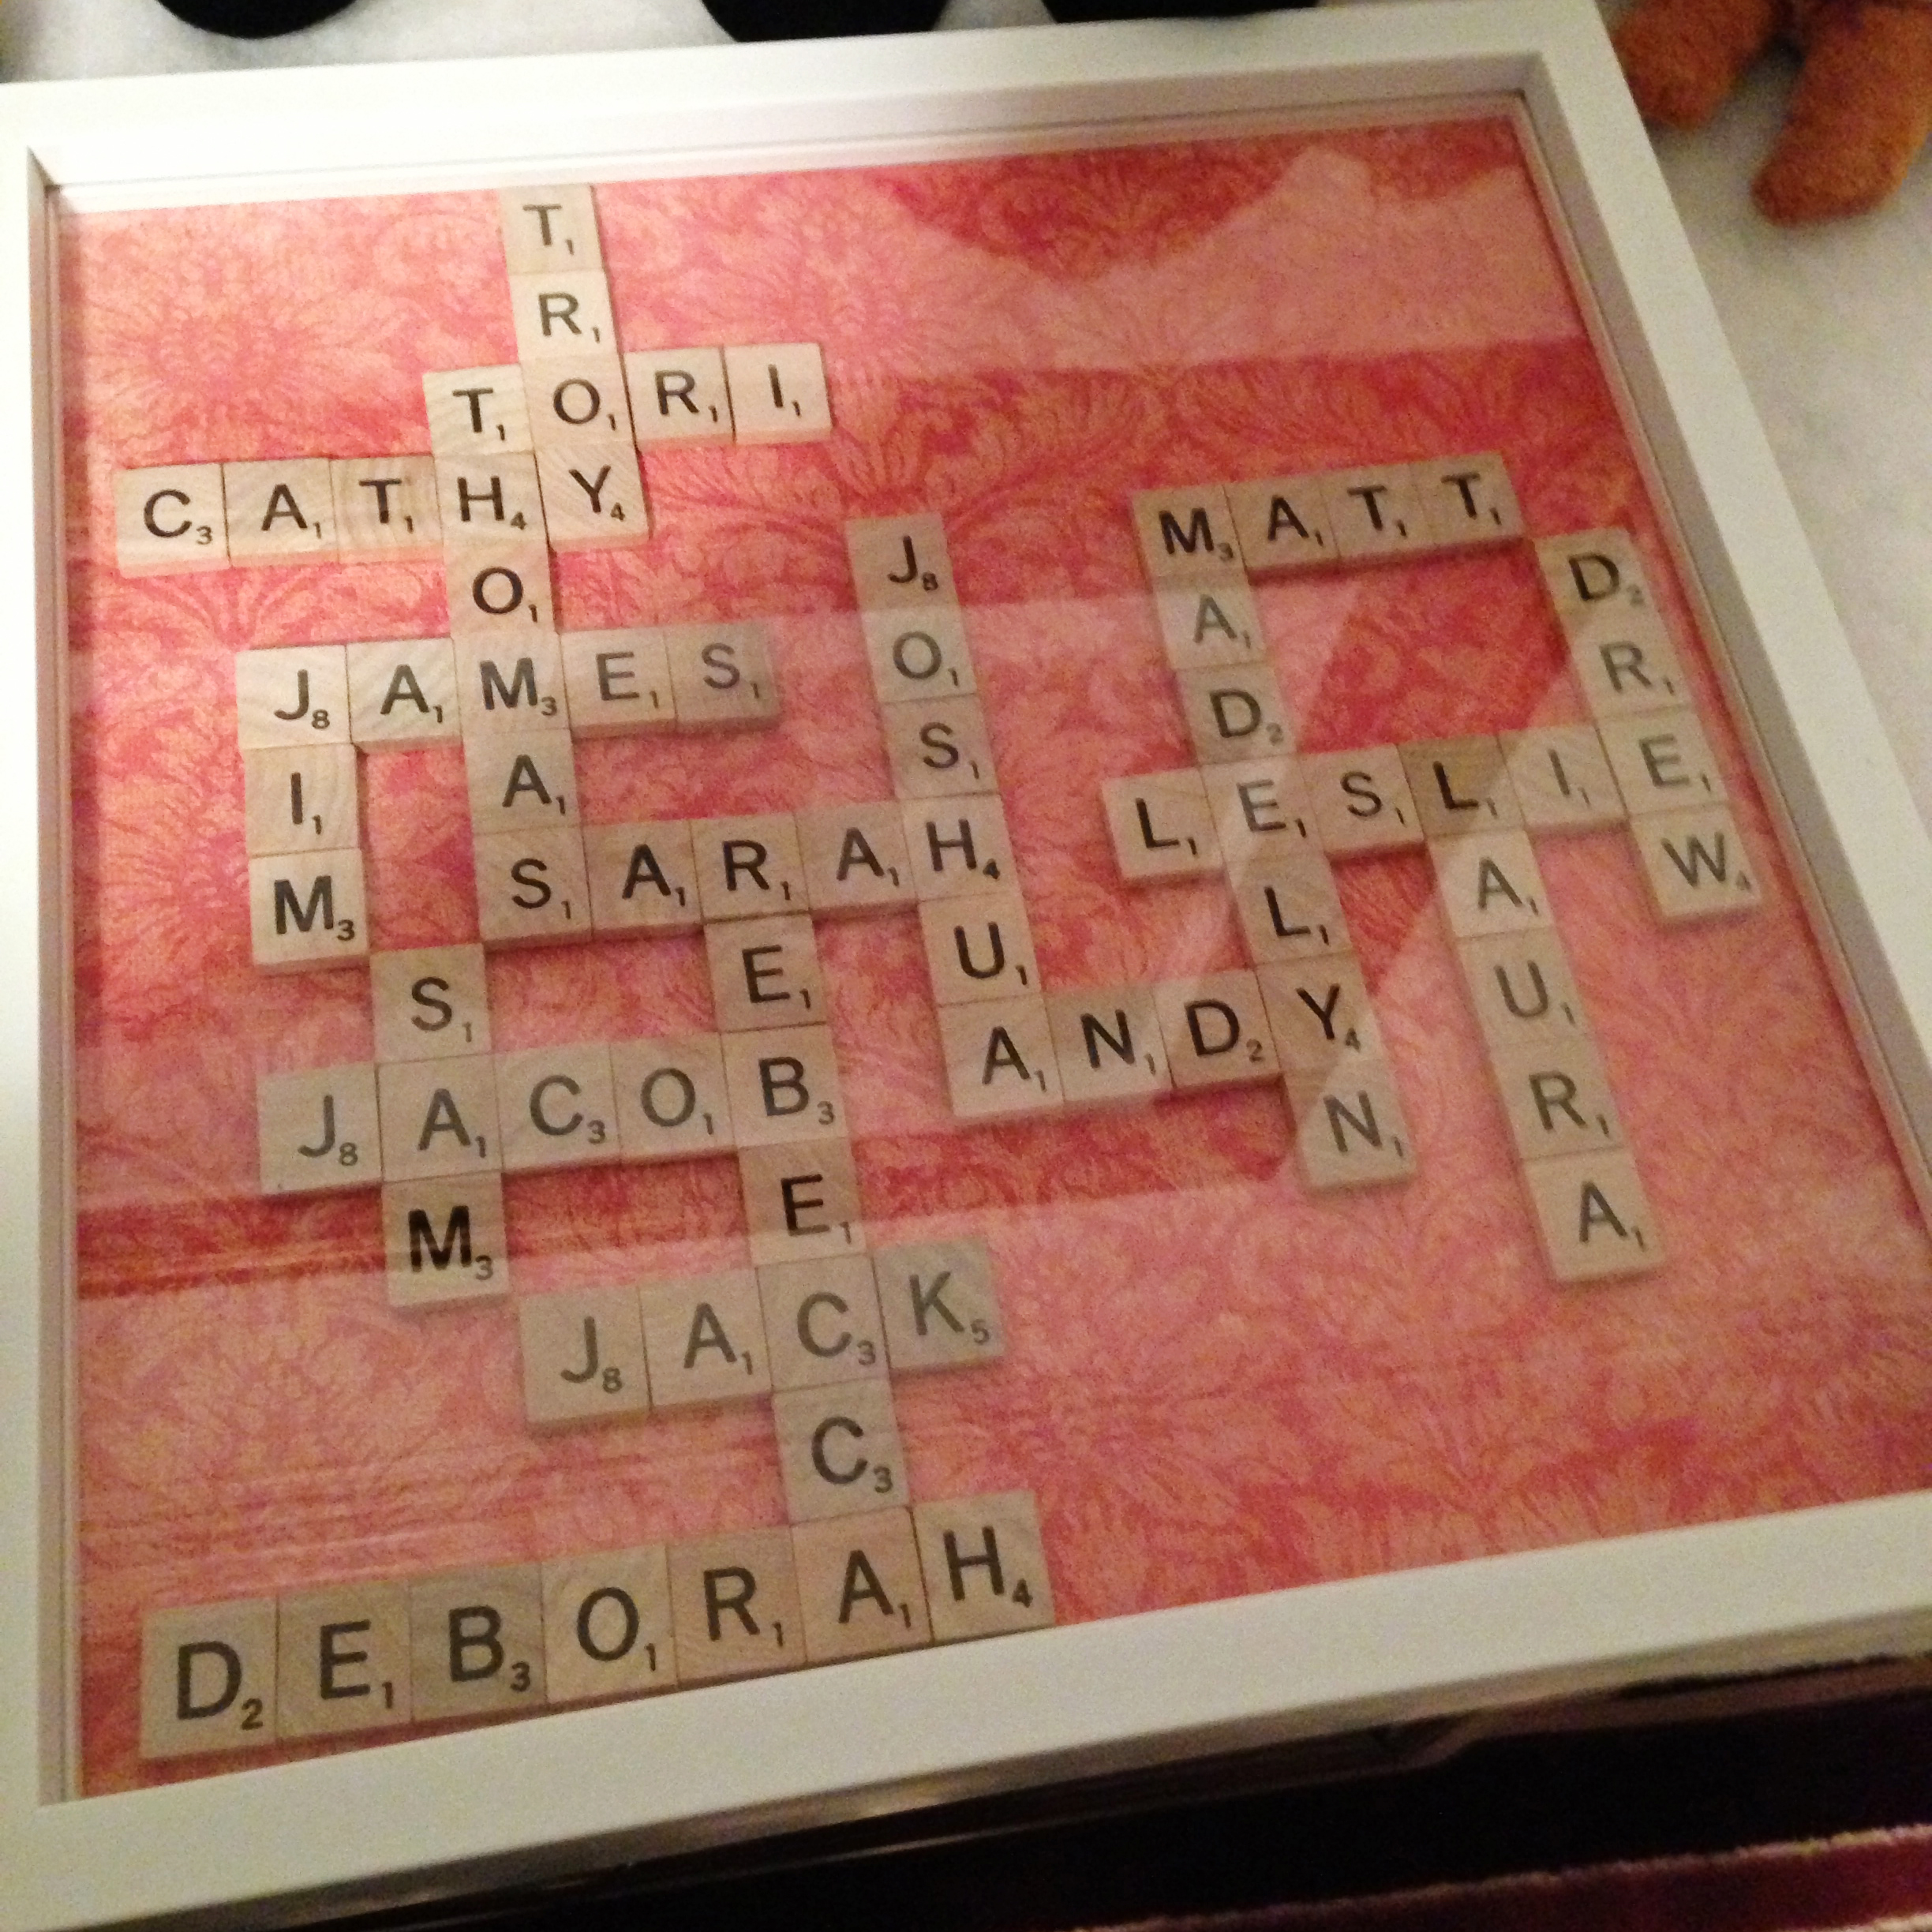 TROY
TORI
CATHY
THOMAS
JAMES
JIM
JOSHUA
MATT
MADELYN
DREW
LESLIE
LAURA
SARAH
REBECCA
ANDY
SAM
JACOB
JACK
DEBORAH